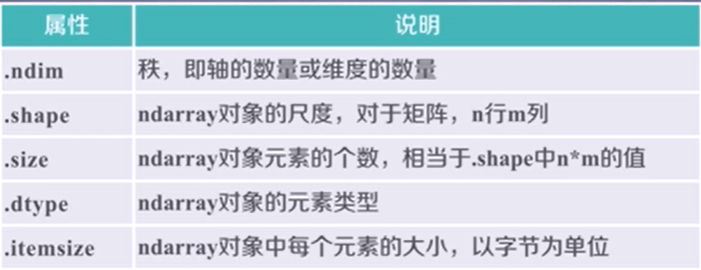 属性 说明
.ndim 秩，即轴的数量或维度的数量
.shape ndarray对象的尺度，对于矩阵，n行m列
.size ndarray对象元素的个数，相当于.shape中n*m的值
.dtype ndarray对象的元素类型
.itemsize ndarray对象中每个元素的大小，以字节为单位